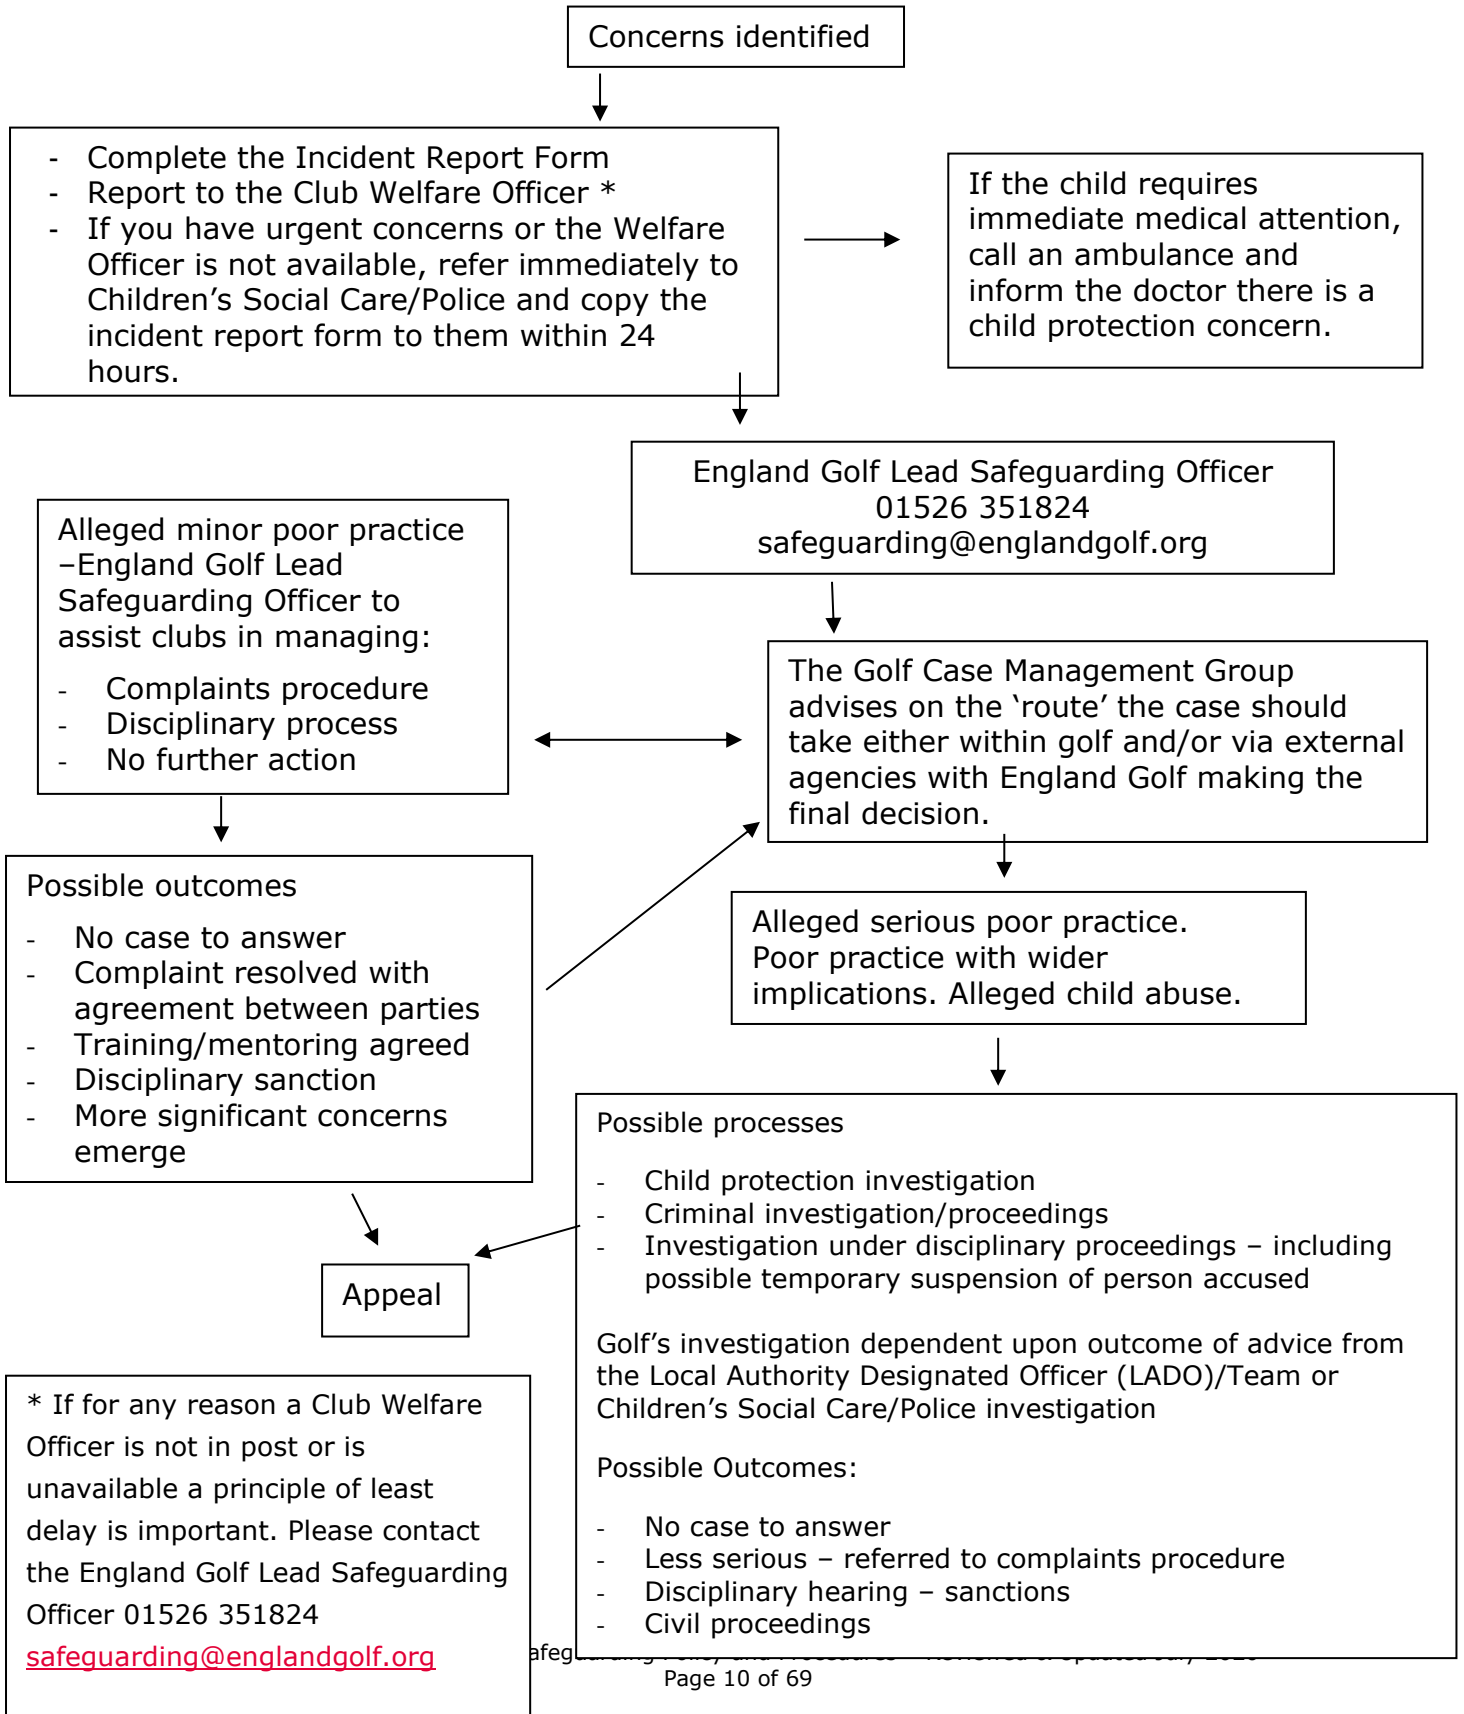 Concerns identified
- Complete the Incident Report Form
- Report to the Club Welfare Officer *
- If you have urgent concerns or the Welfare
Officer is not available, refer immediately to
Children’s Social Care/Police and copy the
incident report form to them within 24
hours.
If the child requires
immediate medical attention,
call an ambulance and
inform the doctor there is a
child protection concern.
England Golf Lead Safeguarding Officer
01526 351824
safeguarding@englandgolf.org
Alleged minor poor practice
–England Golf Lead
Safeguarding Officer to
assist clubs in managing:
- Complaints procedure
- Disciplinary process
- No further action
The Golf Case Management Group
advises on the ‘route’ the case should
take either within golf and/or via external
agencies with England Golf making the
final decision.
Possible outcomes
- No case to answer
- Complaint resolved with
agreement between parties
- Training/mentoring agreed
- Disciplinary sanction
- More significant concerns
emerge
Alleged serious poor practice.
Poor practice with wider
implications. Alleged child abuse.
Possible processes
- Child protection investigation
- Criminal investigation/proceedings
- Investigation under disciplinary proceedings – including
possible temporary suspension of person accused
Golf’s investigation dependent upon outcome of advice from
the Local Authority Designated Officer (LADO)/Team or
Children’s Social Care/Police investigation
Possible Outcomes:
- No case to answer
- Less serious – referred to complaints procedure
- Disciplinary hearing – sanctions
- Civil proceedings
Appeal
* If for any reason a Club Welfare
Officer is not in post or is
unavailable a principle of least
delay is important. Please contact
the England Golf Lead Safeguarding
Officer 01526 351824
safeguarding@englandgolf.org
Page 10 of 69